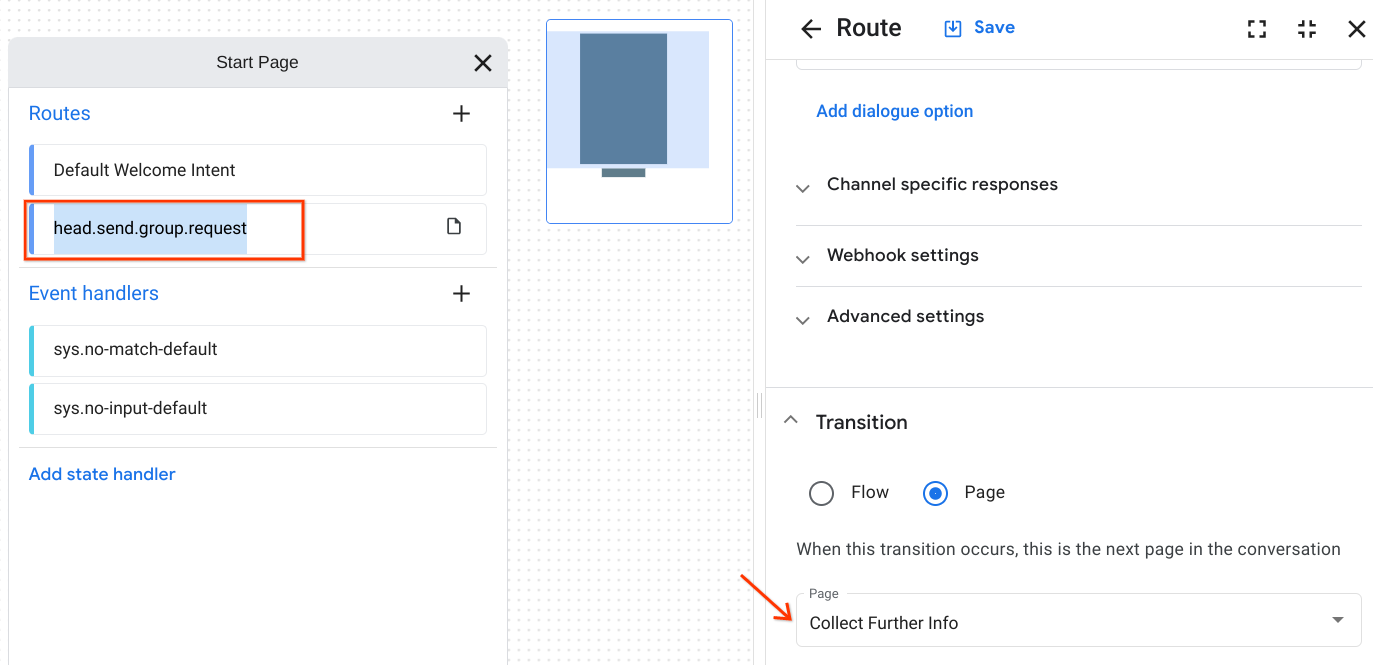 Start Page
Routes
Default Welcome Intent
head.send.group.request
Event handlers
sys.no-match-default
sys.no-input-default
Add state handler
Route
Save
Add dialogue option
Channel specific responses
Webhook settings
Advanced settings
Transition
Flow
Page
When this transition occurs, this is the next page in the conversation
Page
Collect Further Info